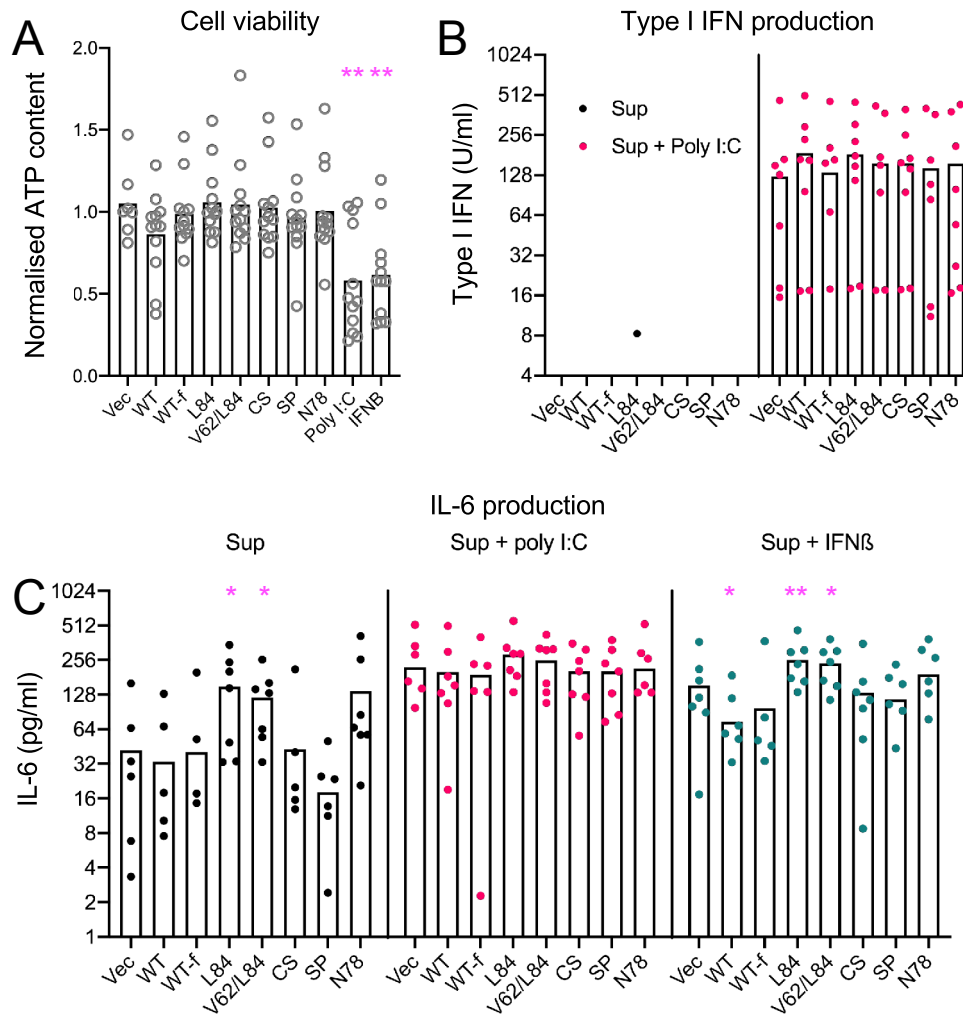 A
Cell viability
Normalised ATP content
2.0
1.5
1.0
0.5
0.0
** **
Vec WT WT-f L84 V62/L84 CS SP N78 Poly I:C IFNB
B
Type I IFN production
Type I IFN (U/ml)
1024
512
256
128
64
32
16
8
4
Sup
Sup + Poly I:C
Vec WT WT-f L84 V62/L84 CS SP N78 Vec WT WT-f L84 V62/L84 CS SP N78
IL-6 production
Sup Sup + poly I:C Sup + IFNß
C
IL-6 (pg/ml)
1024
512
256
128
64
32
16
8
4
2
1
* * * ** *
Vec WT WT-f L84 V62/L84 CS SP N78 Vec WT WT-f L84 V62/L84 CS SP N78 Vec WT WT-f L84 V62/L84 CS SP N78